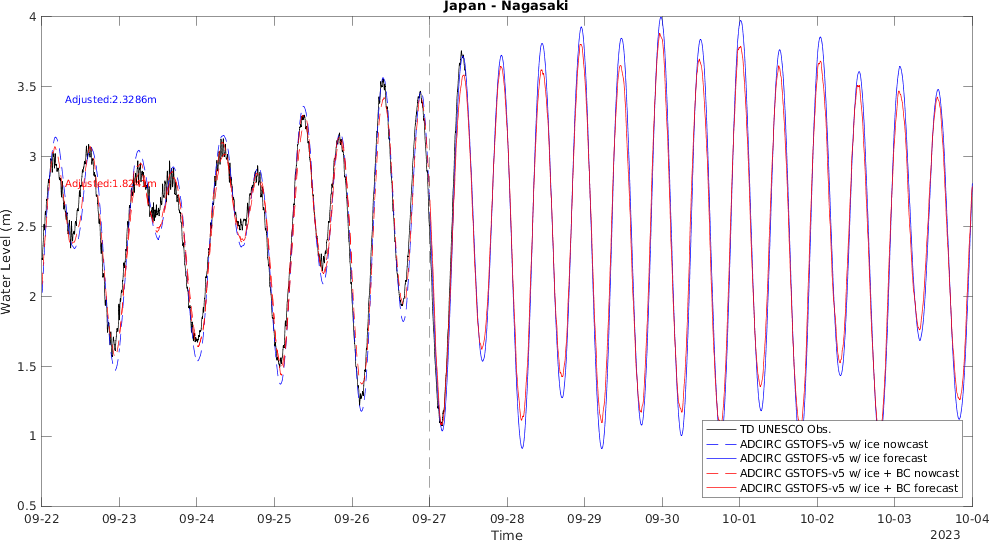 Japan - Nagasaki
4
3.5
3
2.5
2
1.5
1
0.5
Water Level (m)
Adjusted:2.3286m
TD UNESCO Obs.
ADCIRC GSTOFS-v5 w/ ice nowcast
ADCIRC GSTOFS-v5 w/ ice forecast
ADCIRC GSTOFS-v5 w/ ice + BC nowcast
ADCIRC GSTOFS-v5 w/ ice + BC forecast
09-22 09-23 09-24 09-25 09-26 09-27 09-28 09-29 09-30 10-01 10-02 10-03 10-04
Time
2023